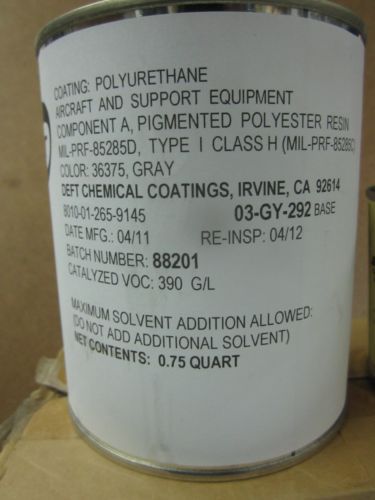 COATING: POLYURETHANE
AIRCRAFT AND SUPPORT EQUIPMENT
COMPONENT A, PIGMENTED POLYESTER RESIN
MIL-PRF-85285D, TYPE I CLASS H (MIL-PRF-85285C)
COLOR: 36375, GRAY
DEFT CHEMICAL COATINGS, IRVINE, CA 92614
8010-01-265-9145 03-GY-292 BASE
DATE MFG.: 04/11 RE-INSP: 04/12
BATCH NUMBER: 88201
CATALYZED VOC: 390 G/L
MAXIMUM SOLVENT ADDITION ALLOWED:
(DO NOT ADD ADDITIONAL SOLVENT)
NET CONTENTS: 0.75 QUART